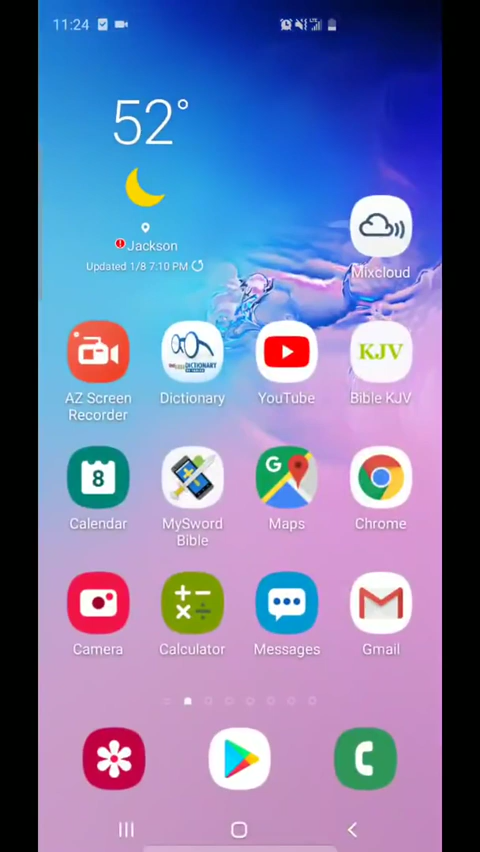 11:24
52°
Jackson
Updated 1/8 7:10 PM
Mixcloud
KJV
AZ Screen Recorder
Dictionary
YouTube
Bible KJV
8
Calendar
MySword Bible
G
Maps
Chrome
Camera
Calculator
Messages
Gmail